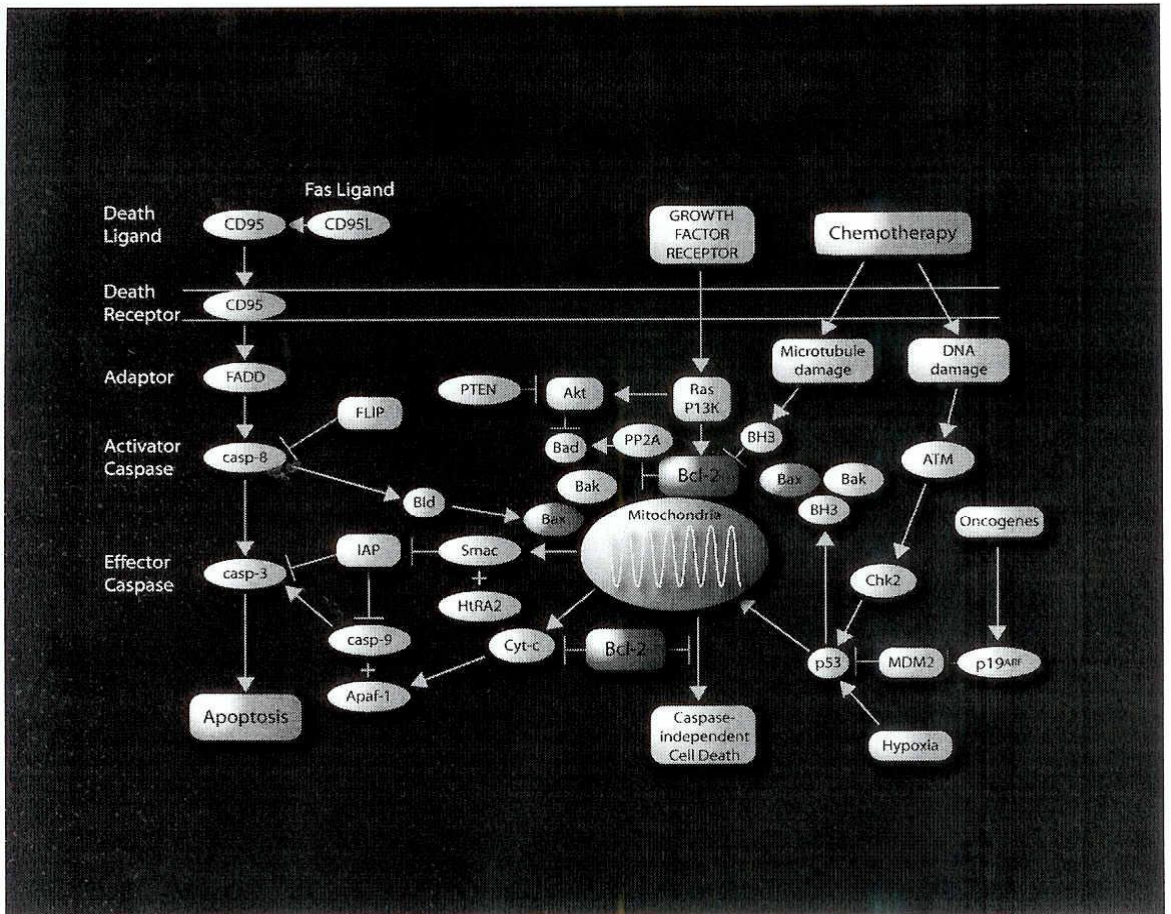 Fas Ligand
Death
Ligand
CD95
CD95L
GROWTH
FACTOR
RECEPTOR
Chemotherapy
Death
Receptor
CD95
Adaptor
FADD
PTEN
Akt
Ras
P13K
Microtubule
damage
DNA
damage
FLIP
Activator
Caspase
casp-8
Bad
PP2A
BH3
ATM
Bcl-2
Bld
Bak
Bax
Bax
Bak
BH3
Mitochondria
Oncogenes
Effector
Caspase
casp-3
IAP
Smac
+
HtRA2
Chk2
casp-9
+
Apaf-1
Cyt-c
Bcl-2
p53
MDM2
p19ARF
Apoptosis
Caspase-
independent
Cell Death
Hypoxia